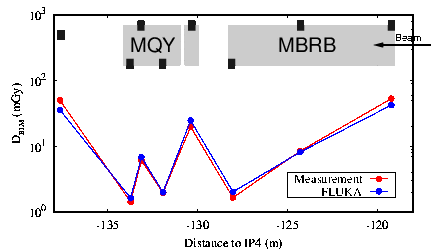 10³
MQY
MBRB
Beam
10²
D_BLM (mGy)
10¹
Measurement
FLUKA
10⁰
-135
-130
-125
-120
Distance to IP4 (m)